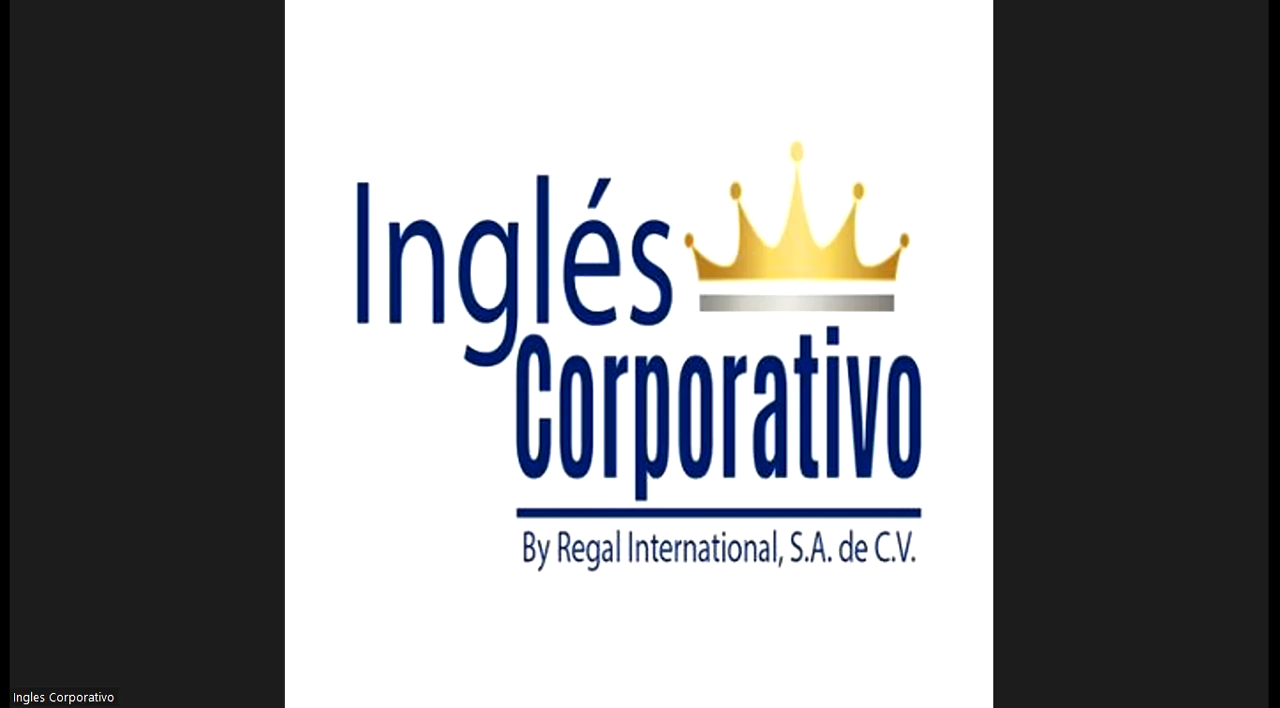 Inglés
Corporativo
By Regal International, S.A. de C.V.
Ingles Corporativo